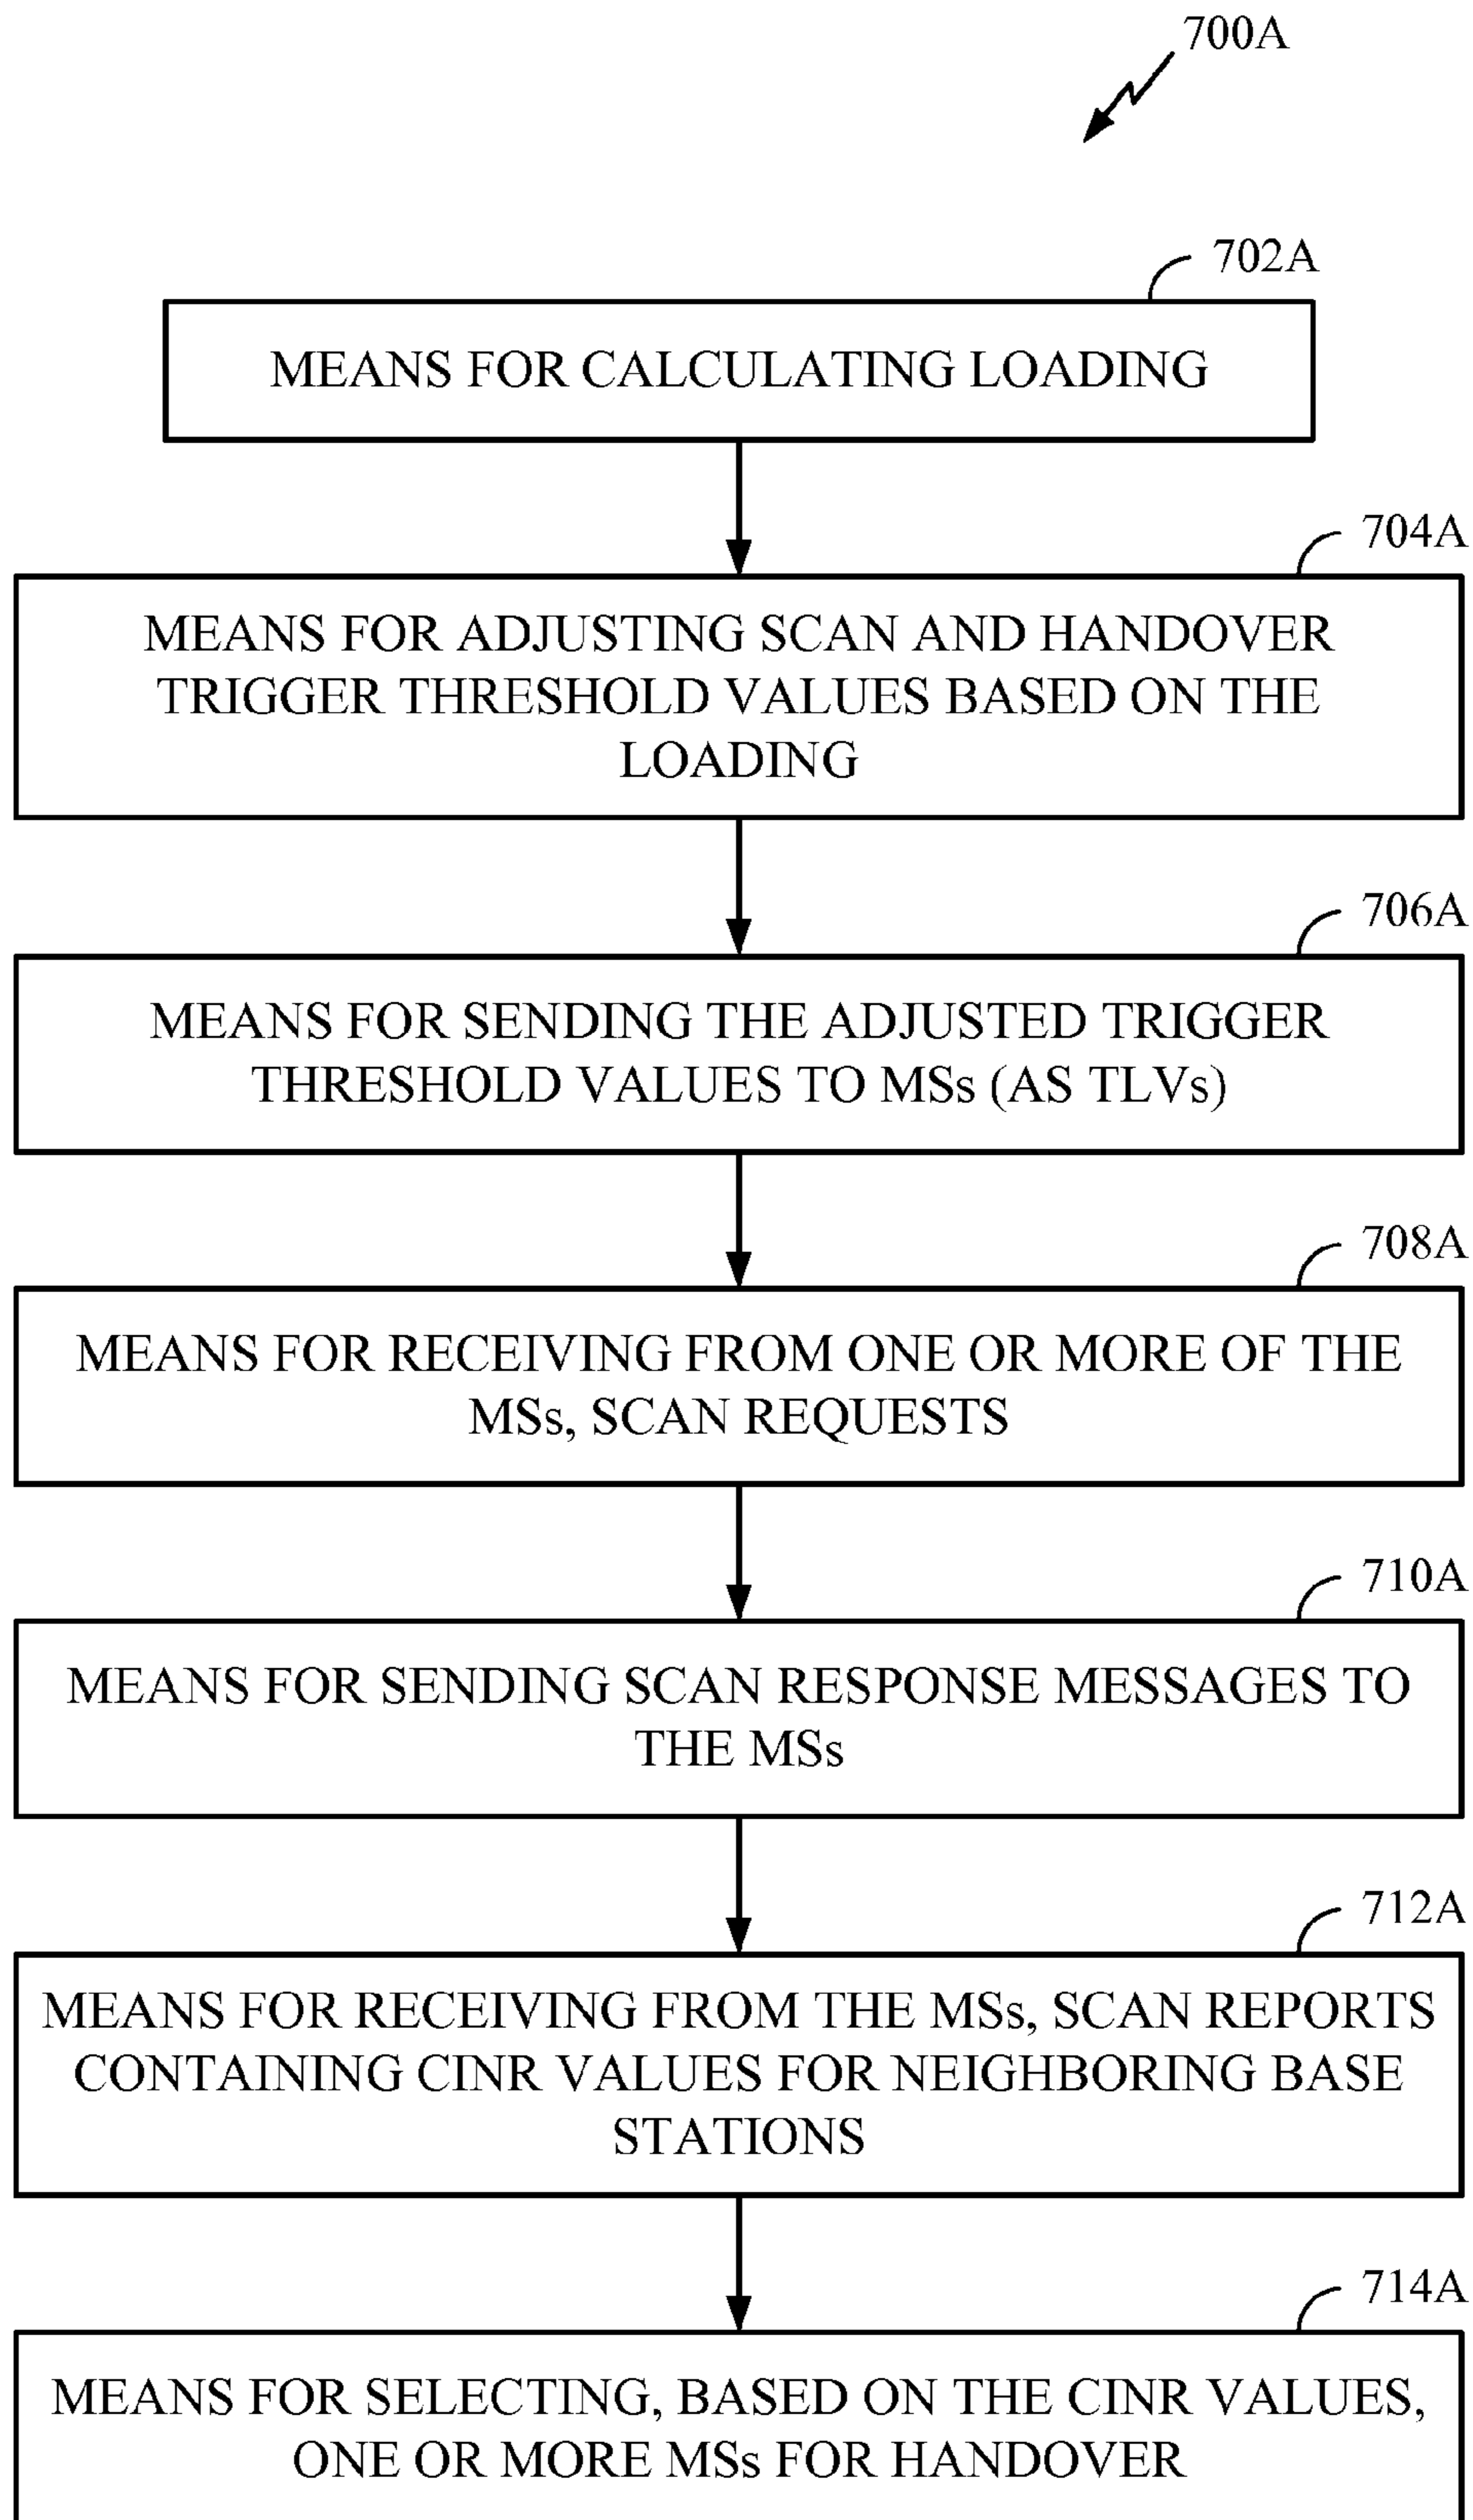 700A
702A
MEANS FOR CALCULATING LOADING
704A
MEANS FOR ADJUSTING SCAN AND HANDOVER
TRIGGER THRESHOLD VALUES BASED ON THE
LOADING
706A
MEANS FOR SENDING THE ADJUSTED TRIGGER
THRESHOLD VALUES TO MSs (AS TLVs)
708A
MEANS FOR RECEIVING FROM ONE OR MORE OF THE
MSs, SCAN REQUESTS
710A
MEANS FOR SENDING SCAN RESPONSE MESSAGES TO
THE MSs
712A
MEANS FOR RECEIVING FROM THE MSs, SCAN REPORTS
CONTAINING CINR VALUES FOR NEIGHBORING BASE
STATIONS
714A
MEANS FOR SELECTING, BASED ON THE CINR VALUES,
ONE OR MORE MSs FOR HANDOVER